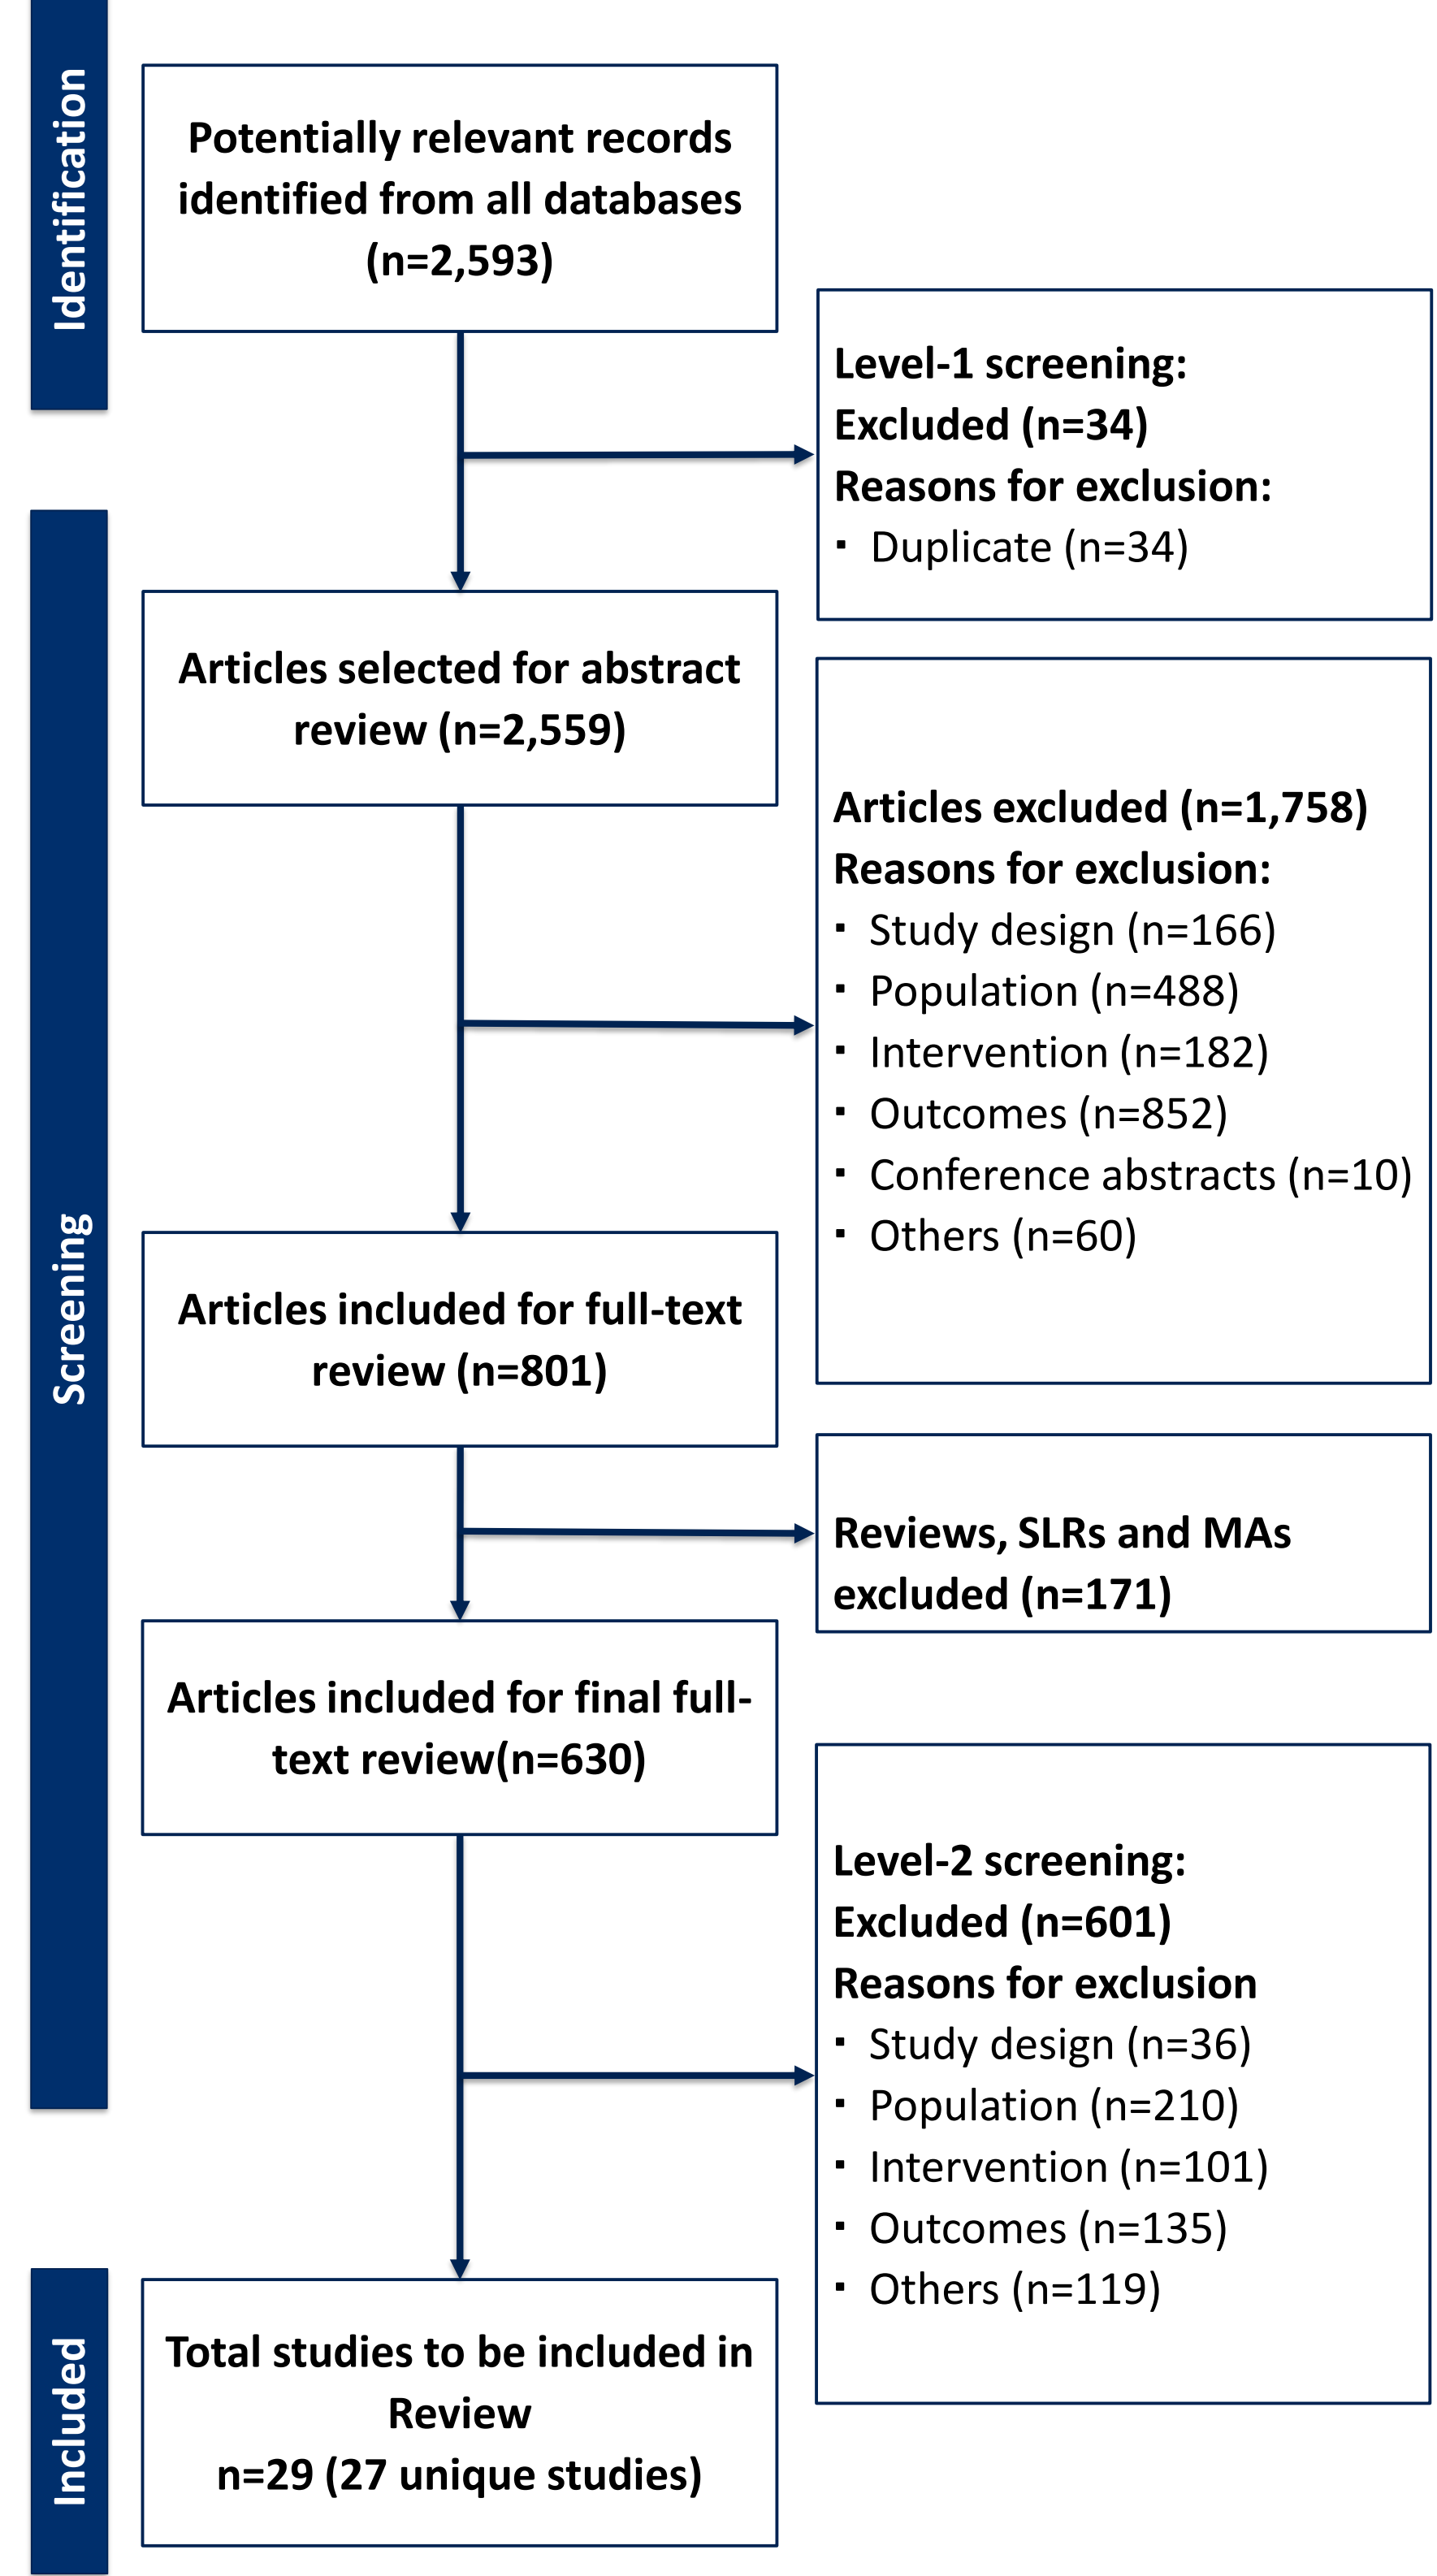 Identification
Potentially relevant records
identified from all databases
(n=2,593)
Level-1 screening:
Excluded (n=34)
Reasons for exclusion:
▪ Duplicate (n=34)
Screening
Articles selected for abstract
review (n=2,559)
Articles excluded (n=1,758)
Reasons for exclusion:
▪ Study design (n=166)
▪ Population (n=488)
▪ Intervention (n=182)
▪ Outcomes (n=852)
▪ Conference abstracts (n=10)
▪ Others (n=60)
Articles included for full-text
review (n=801)
Reviews, SLRs and MAs
excluded (n=171)
Articles included for final full-
text review(n=630)
Level-2 screening:
Excluded (n=601)
Reasons for exclusion
▪ Study design (n=36)
▪ Population (n=210)
▪ Intervention (n=101)
▪ Outcomes (n=135)
▪ Others (n=119)
Included
Total studies to be included in
Review
n=29 (27 unique studies)